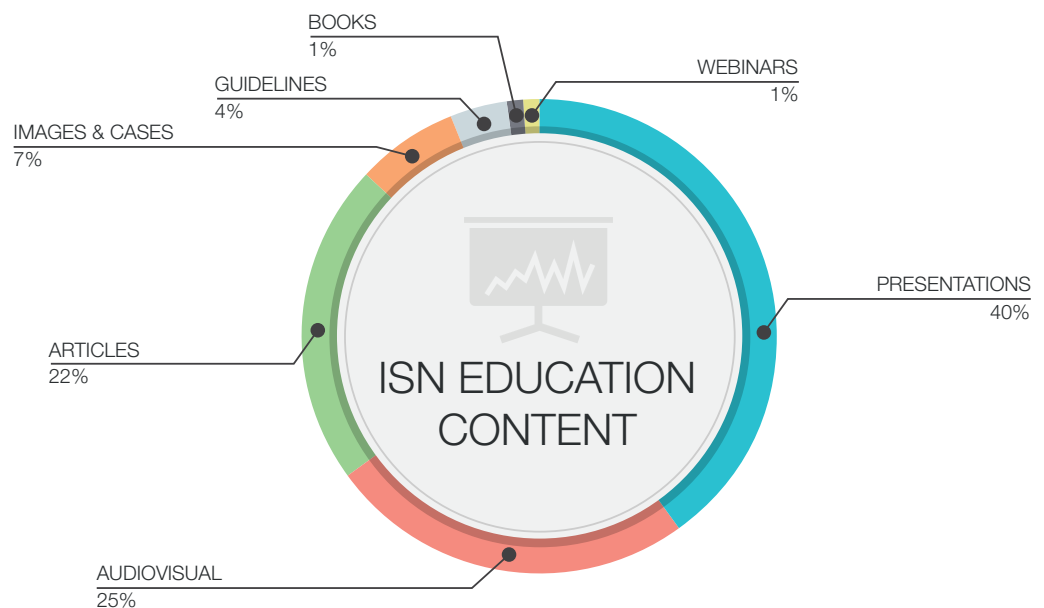 BOOKS
1%
WEBINARS
1%
GUIDELINES
4%
IMAGES & CASES
7%
PRESENTATIONS
40%
ARTICLES
22%
ISN EDUCATION
CONTENT
AUDIOVISUAL
25%